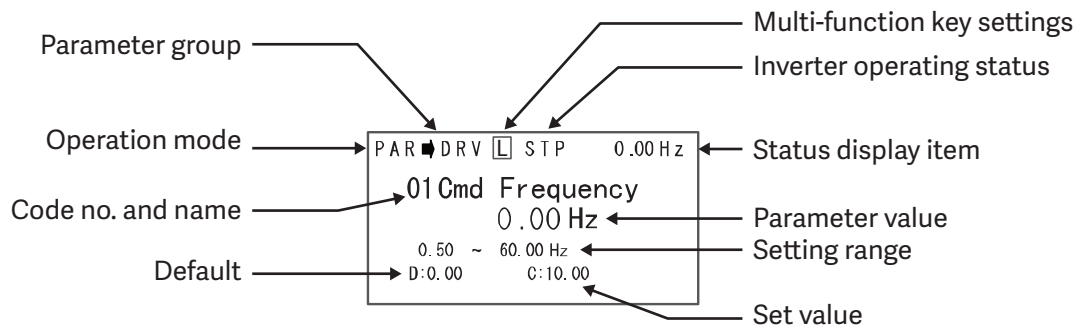 Multi-function key settings
Parameter group
Inverter operating status
Operation mode
PAR➡DRV L STP 0.00Hz
Status display item
01 Cmd Frequency
Code no. and name
0.00 Hz
Parameter value
0.50 ~ 60.00 Hz
Setting range
Default
D:0.00 C:10.00
Set value